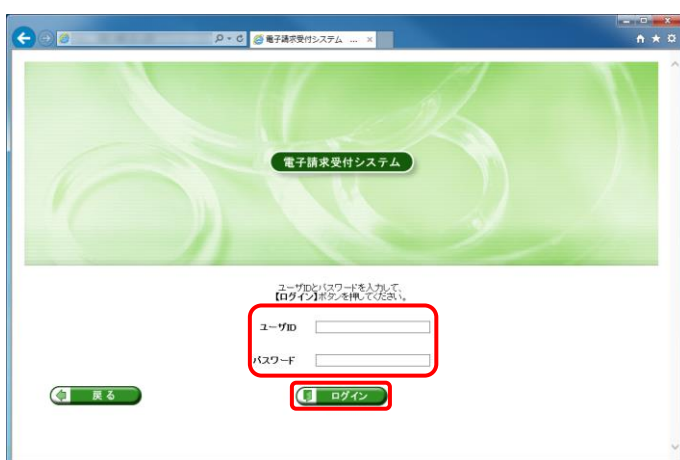 電子請求受付システム ...
電子請求受付システム
ユーザIDとパスワードを入力して、
【ログイン】ボタンを押してください。
ユーザID
パスワード
戻る
ログイン